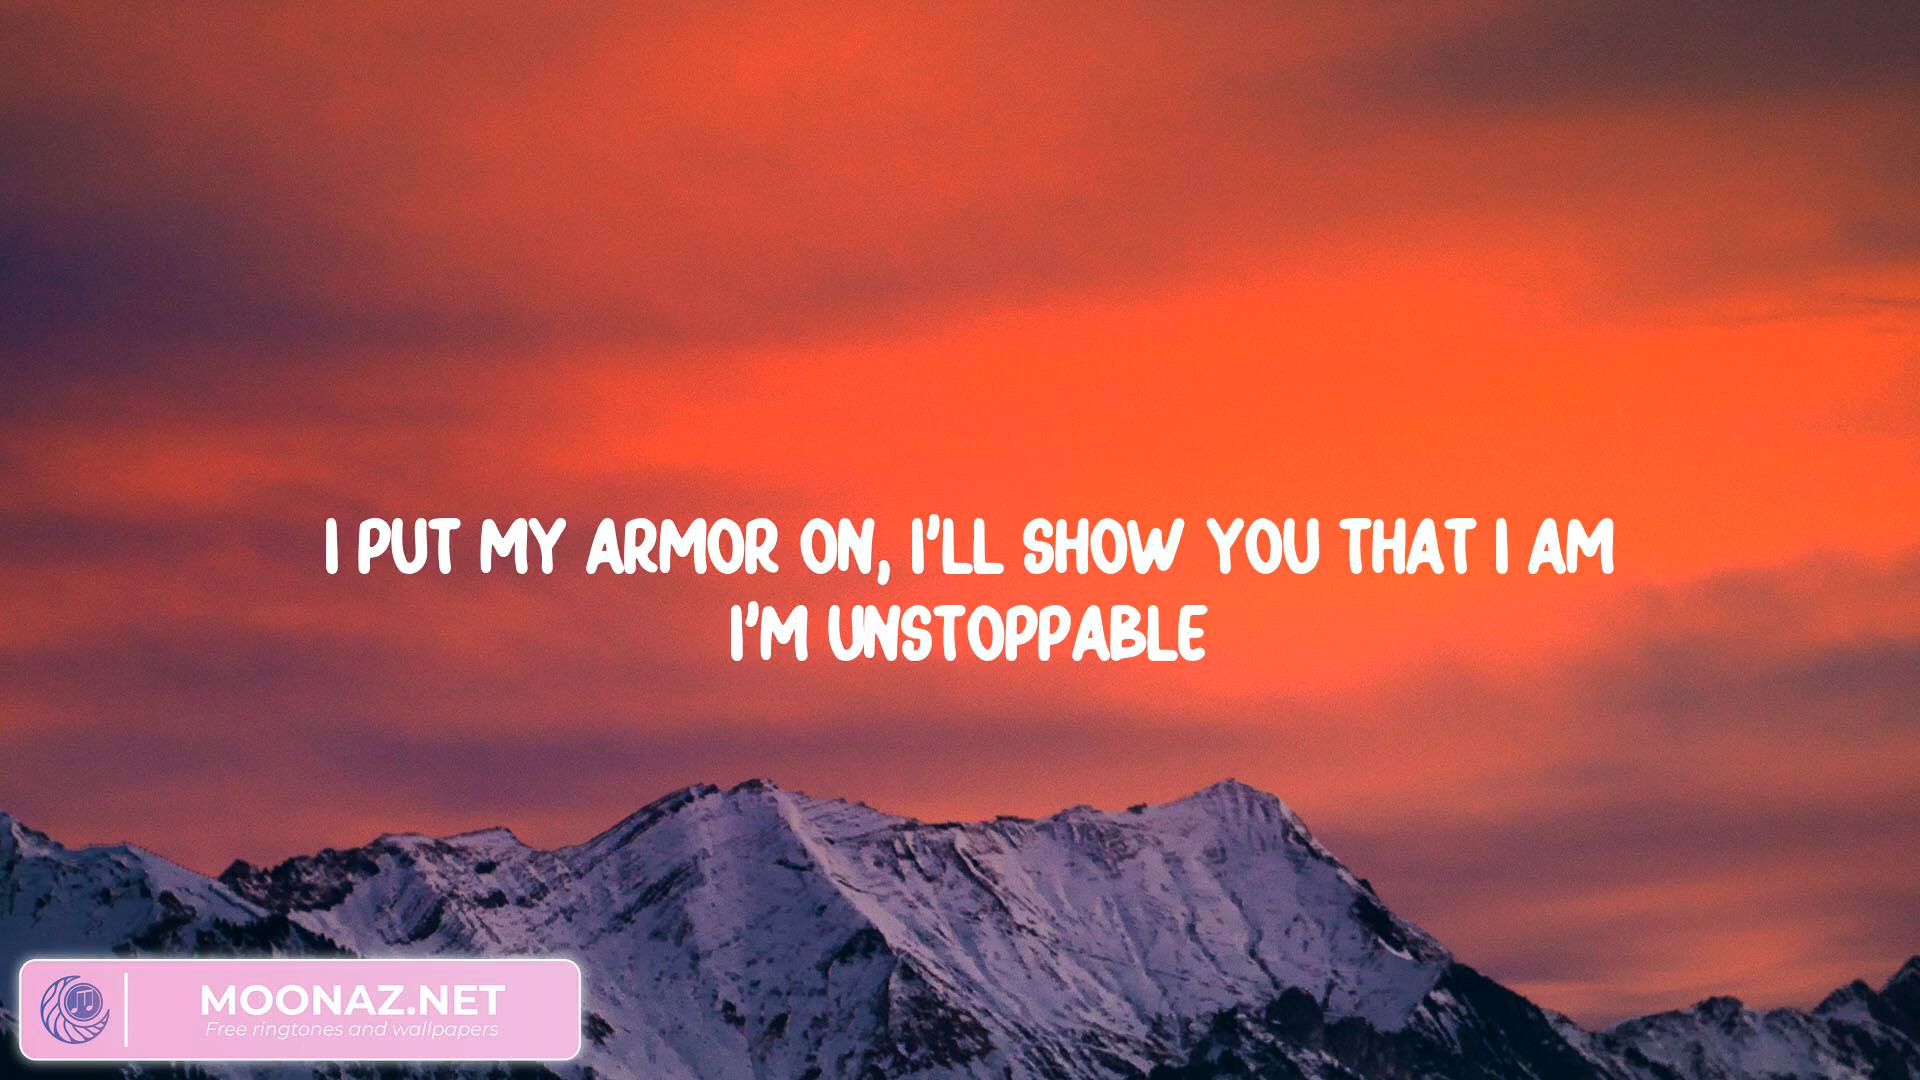 I PUT MY ARMOR ON, I'LL SHOW YOU THAT I AM
I'M UNSTOPPABLE
MOONAZ.NET
Free ringtones and wallpapers